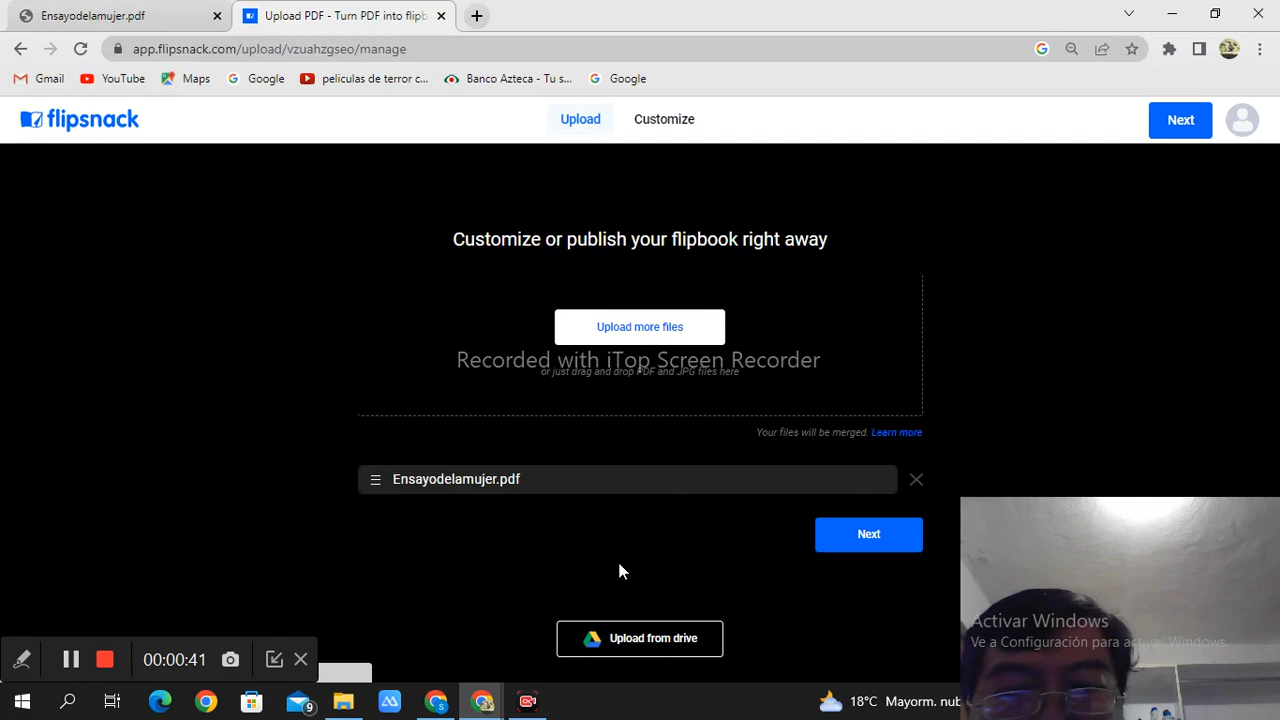 Ensayodelamujer.pdf
Upload PDF - Turn PDF into flipb
app.flipsnack.com/upload/vzuahzgseo/manage
Gmail
YouTube
Maps
Google
peliculas de terror c...
Banco Azteca - Tu s...
Google
flipsnack
Upload
Customize
Next
Customize or publish your flipbook right away
Upload more files
Recorded with iTop Screen Recorder
or just drag and drop PDF and JPG files here
Your files will be merged. Learn more
Ensayodelamujer.pdf
Next
Activar Windows
Ve a Configuración para activar Windows.
Upload from drive
00:00:41
9
S
18°C Mayorm. nub